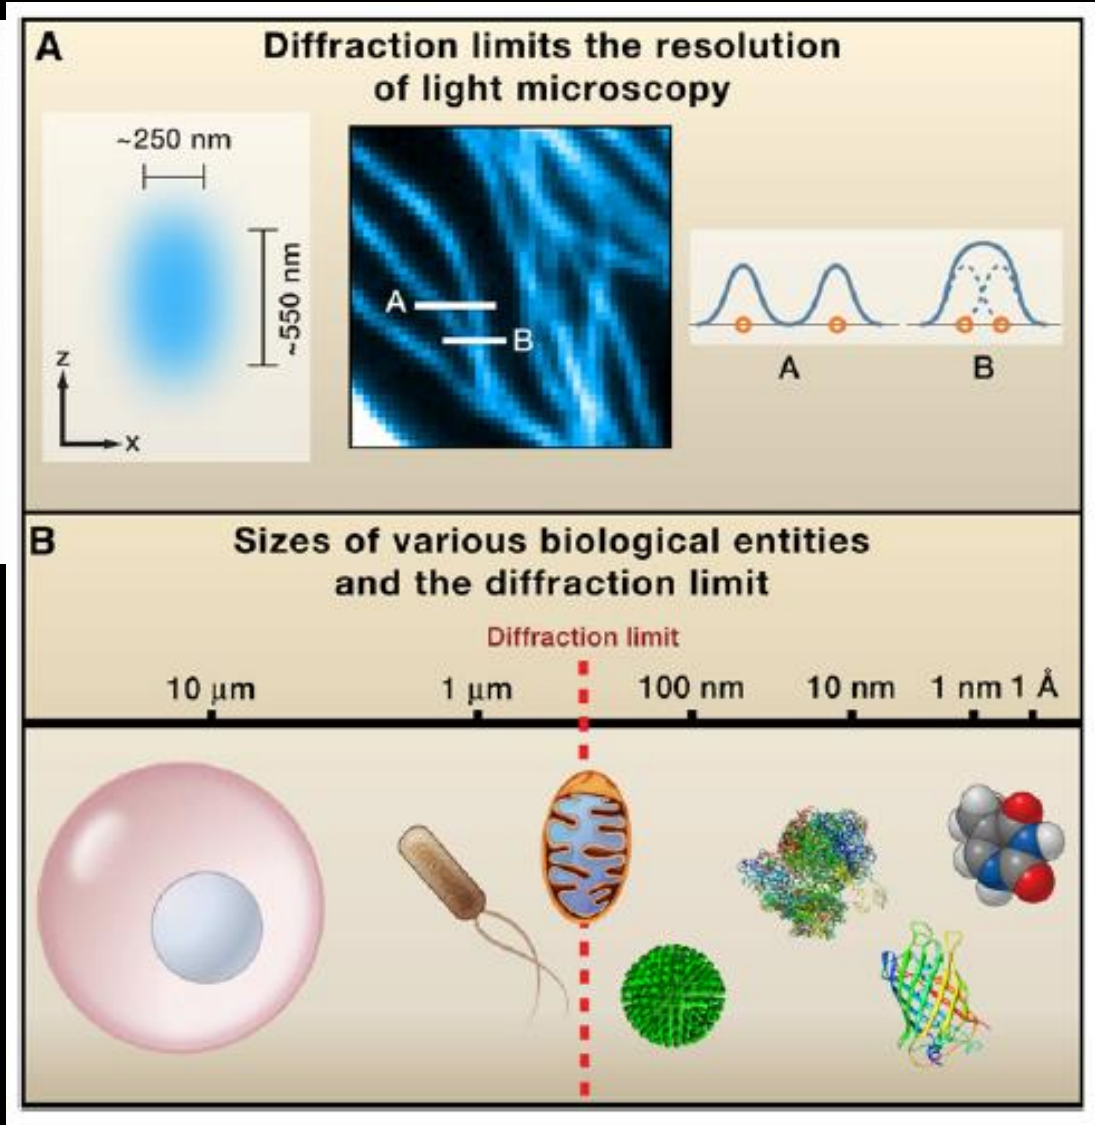 A
Diffraction limits the resolution
of light microscopy
~250 nm
~550 nm
z
x
A
B
A
B
B
Sizes of various biological entities
and the diffraction limit
Diffraction limit
10 μm
1 μm
100 nm
10 nm
1 nm
1 Å